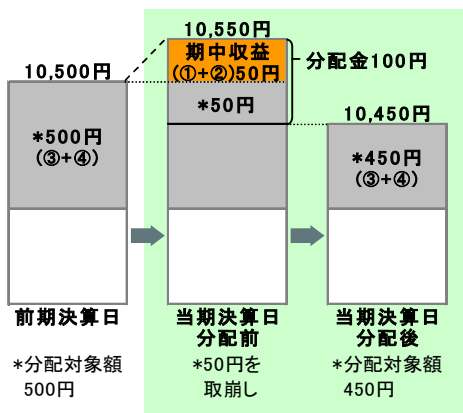 10,550円
期中収益
(①+②)50円
分配金100円
*50円
10,500円
*500円
(③+④)
10,450円
*450円
(③+④)
前期決算日
当期決算日
分配前
当期決算日
分配後
*分配対象額
500円
*50円を
取崩し
*分配対象額
450円